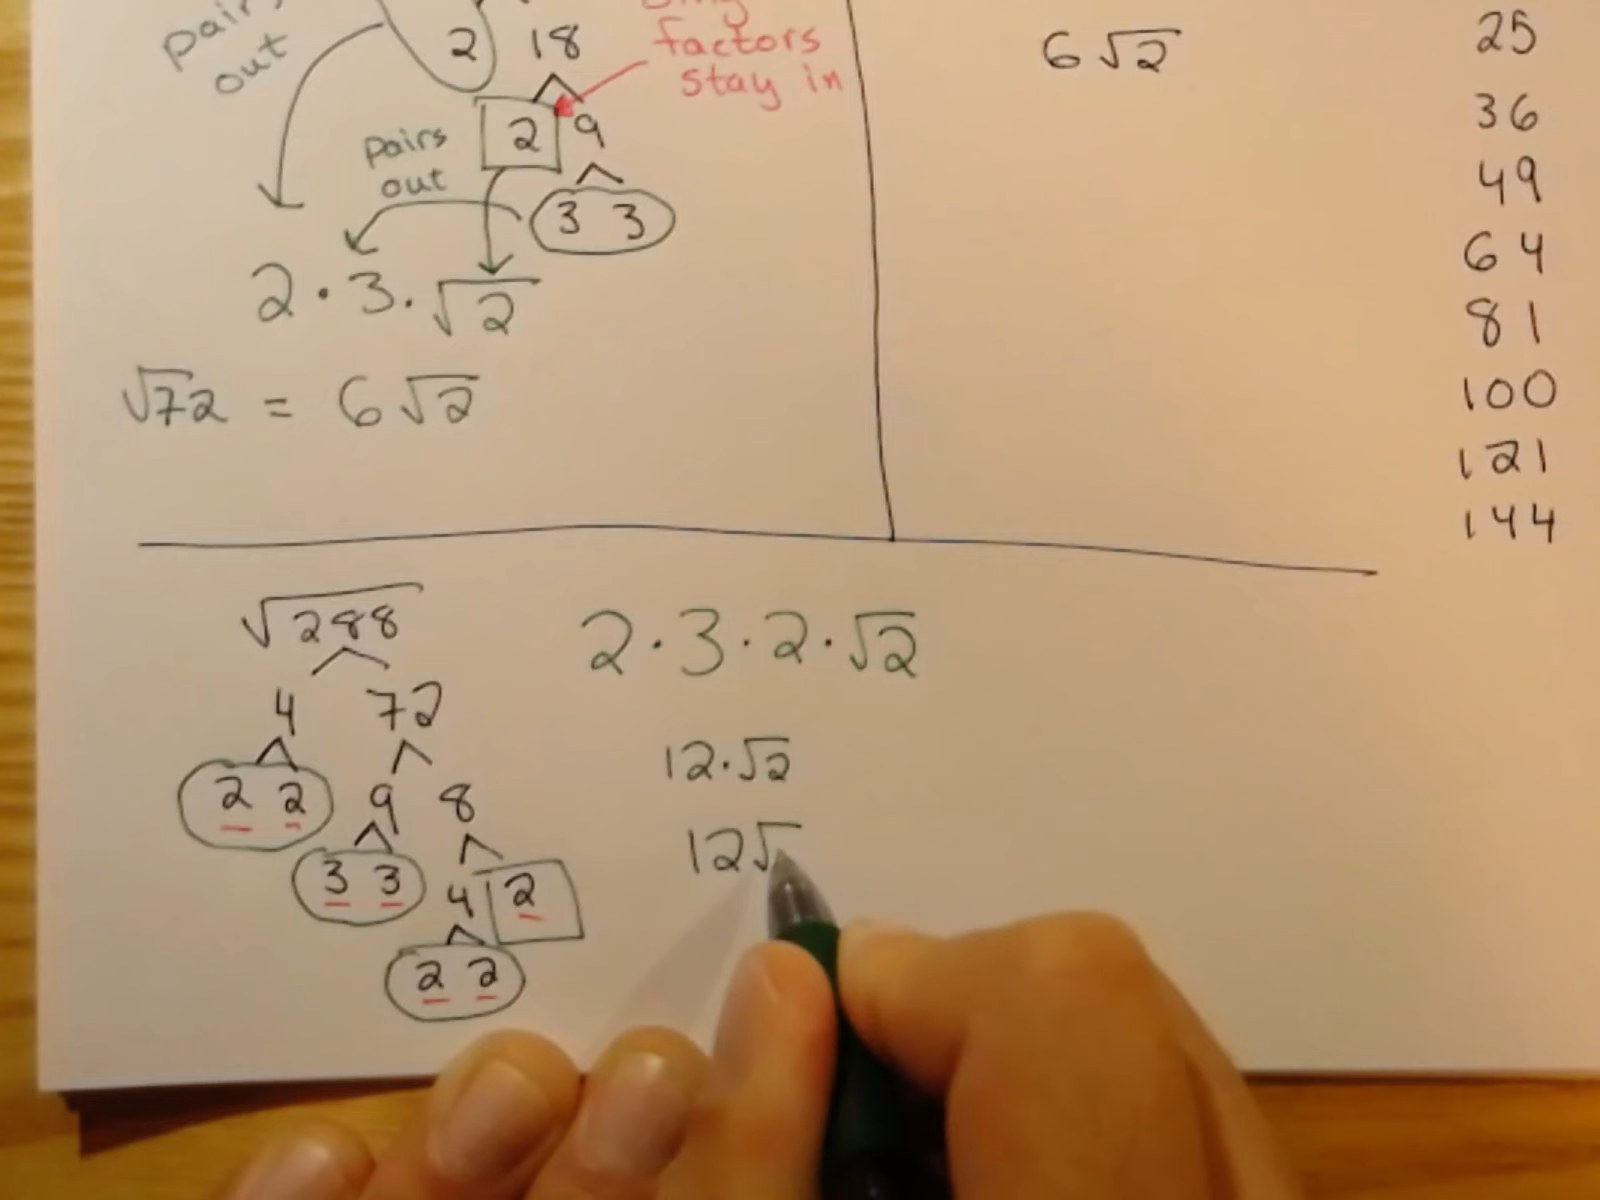 pairs
out
2 18
factors
stay in
2 9
pairs
out
3 3
2 · 3 · √2
√72 = 6√2
6√2
25
36
49
64
81
100
121
144
√288
4 72
2 2 9 8
3 3 4 2
2 2
2 · 3 · 2 · √2
12 · √2
12√